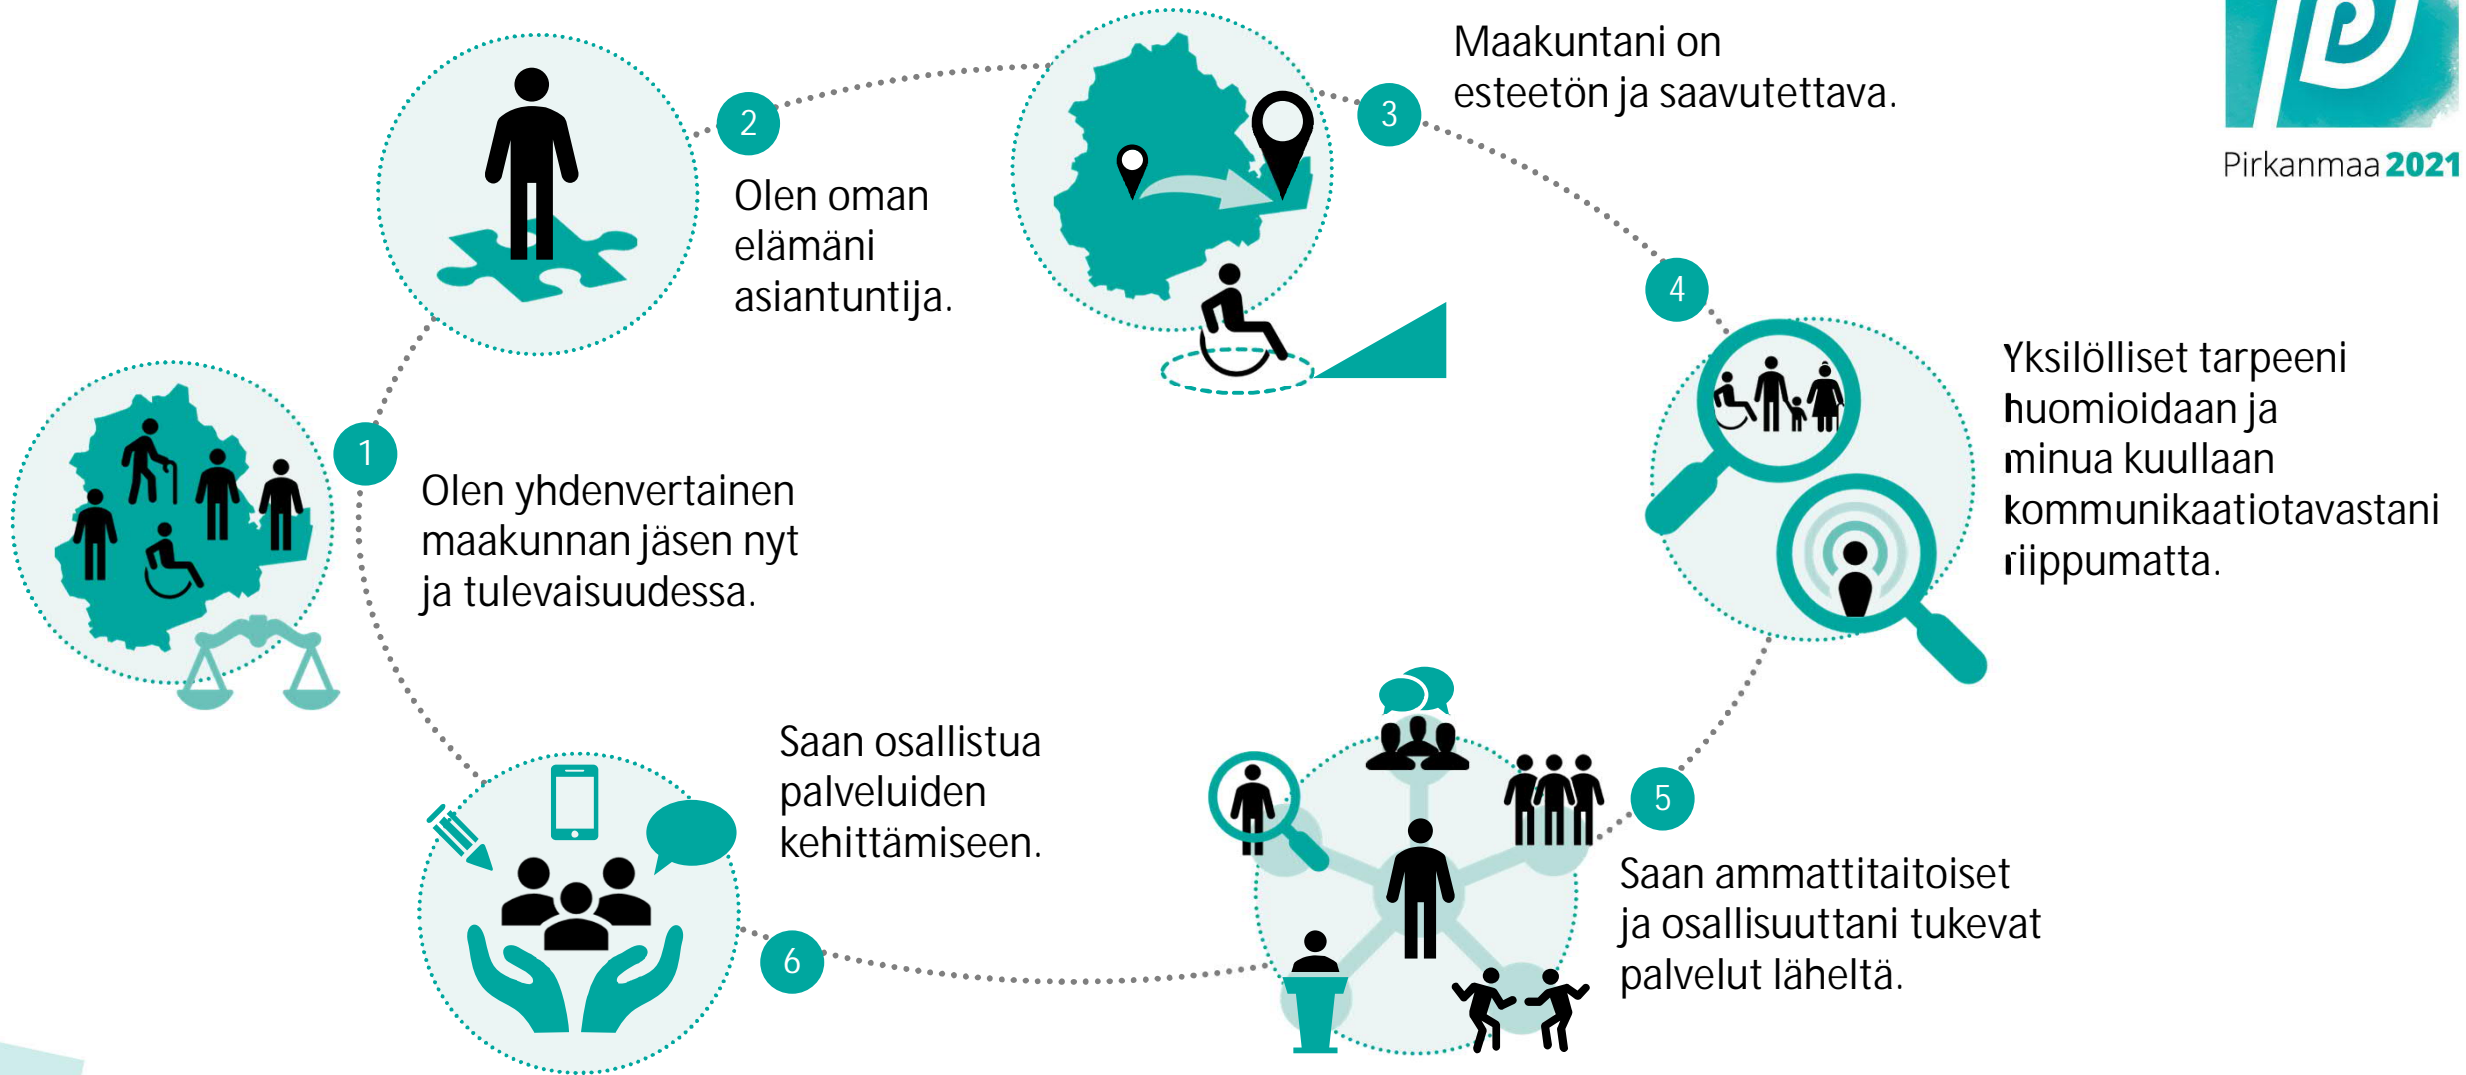 1
Olen yhdenvertainen
maakunnan jäsen nyt
ja tulevaisuudessa.
2
Olen oman
elämäni
asiantuntija.
3
Maakuntani on
esteetön ja saavutettava.
4
Yksilölliset tarpeeni
huomioidaan ja
minua kuullaan
kommunikaatiotavastani
riippumatta.
5
Saan ammattitaitoiset
ja osallisuuttani tukevat
palvelut läheltä.
6
Saan osallistua
palveluiden
kehittämiseen.
Pirkanmaa 2021